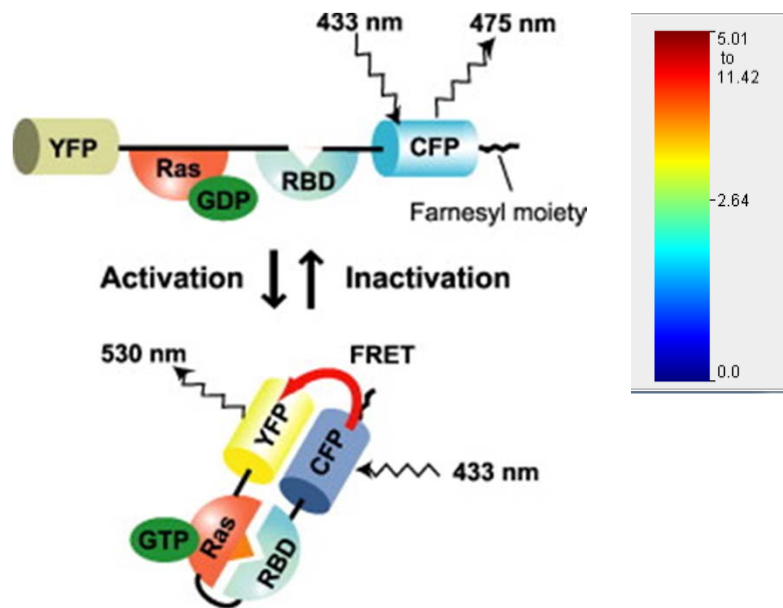 433 nm
475 nm
YFP
Ras
GDP
RBD
CFP
Farnesyl moiety
Activation
Inactivation
530 nm
FRET
YFP
CFP
433 nm
GTP
Ras
RBD
5.01
to
11.42
2.64
0.0